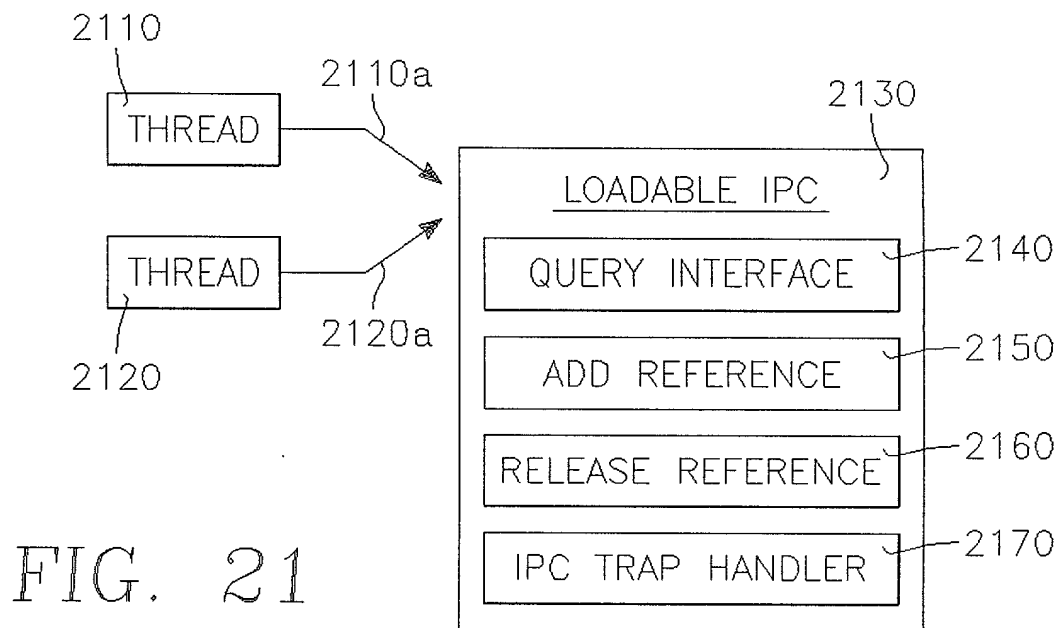 2110
2110a
THREAD
2130
LOADABLE IPC
2140
QUERY INTERFACE
THREAD
2120a
2120
2150
ADD REFERENCE
2160
RELEASE REFERENCE
2170
IPC TRAP HANDLER
FIG. 21